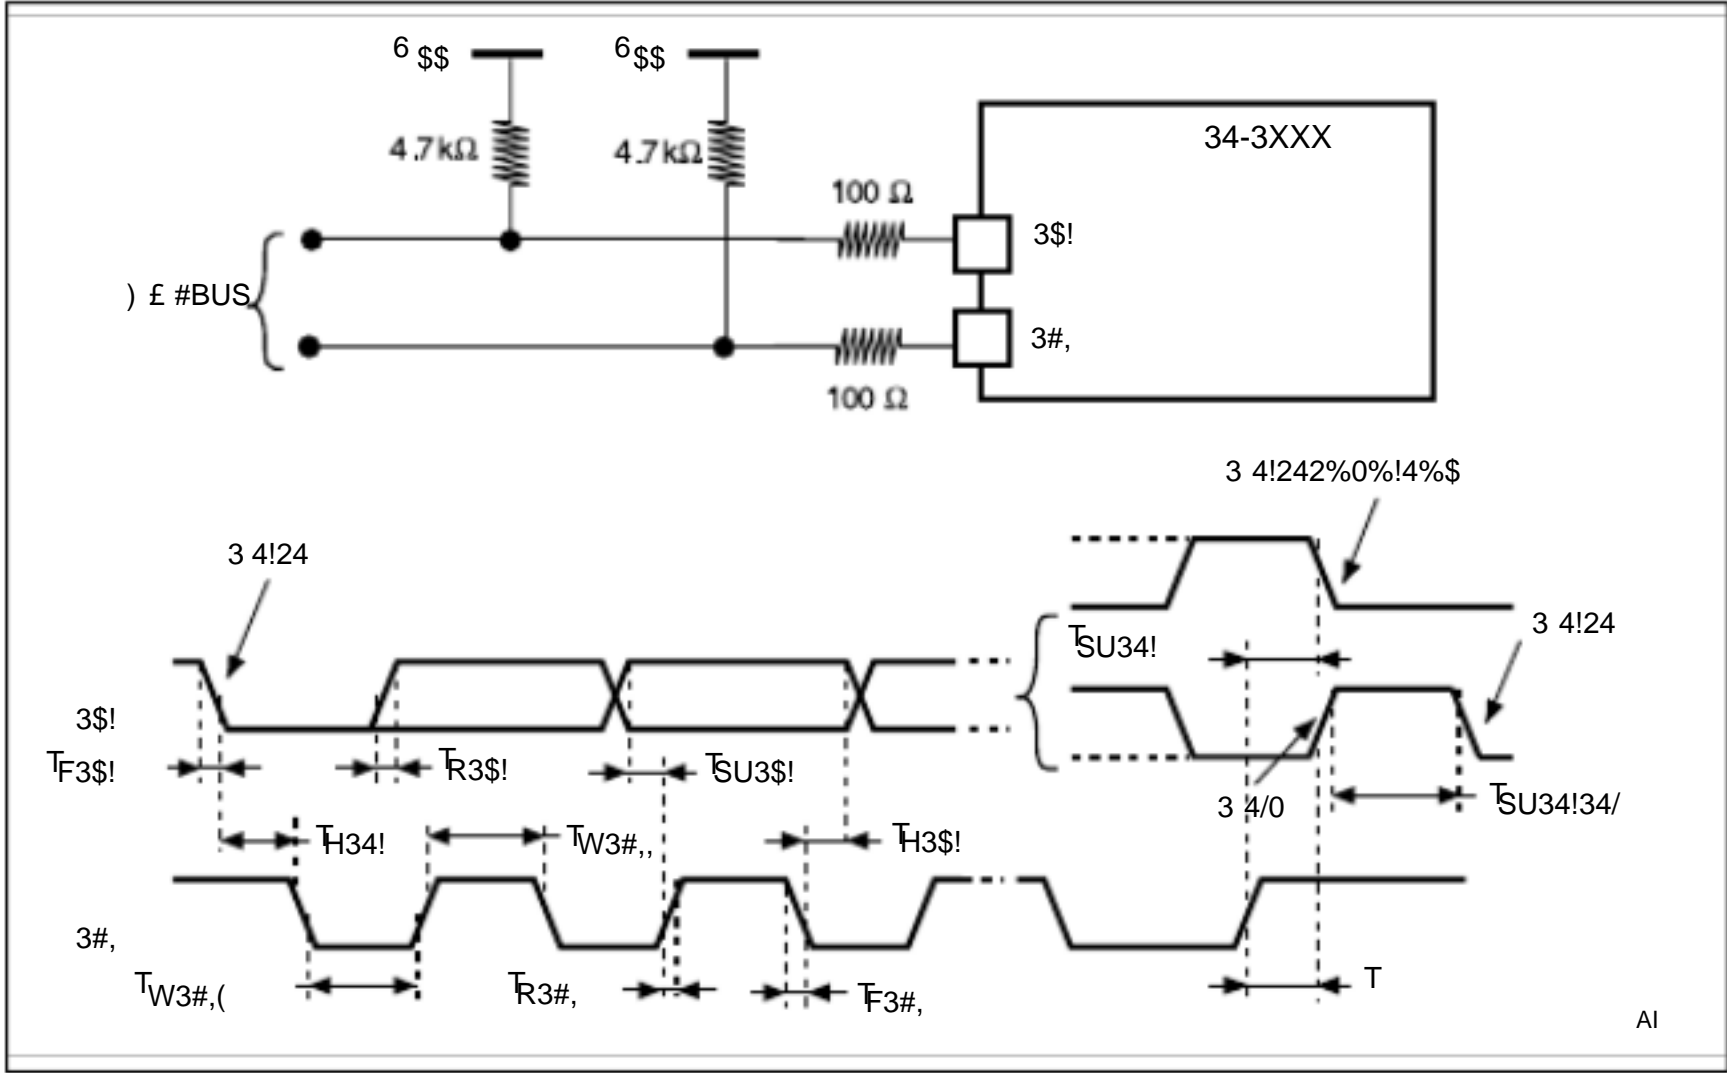 6 $$ 6 $$
4.7kΩ 4.7kΩ
34-3XXX
100 Ω
3$!
) £ #BUS
3#,
100 Ω
3 4!242%0%!4%$
3 4!24
3 4!24
TSU34!
3$!
TF3$! TR3$! TSU3$!
3 4/0 TSU34!34/
TH34! TW3#,, TH3$!
3#,
TW3#,( TR3#, TF3#, T
AI